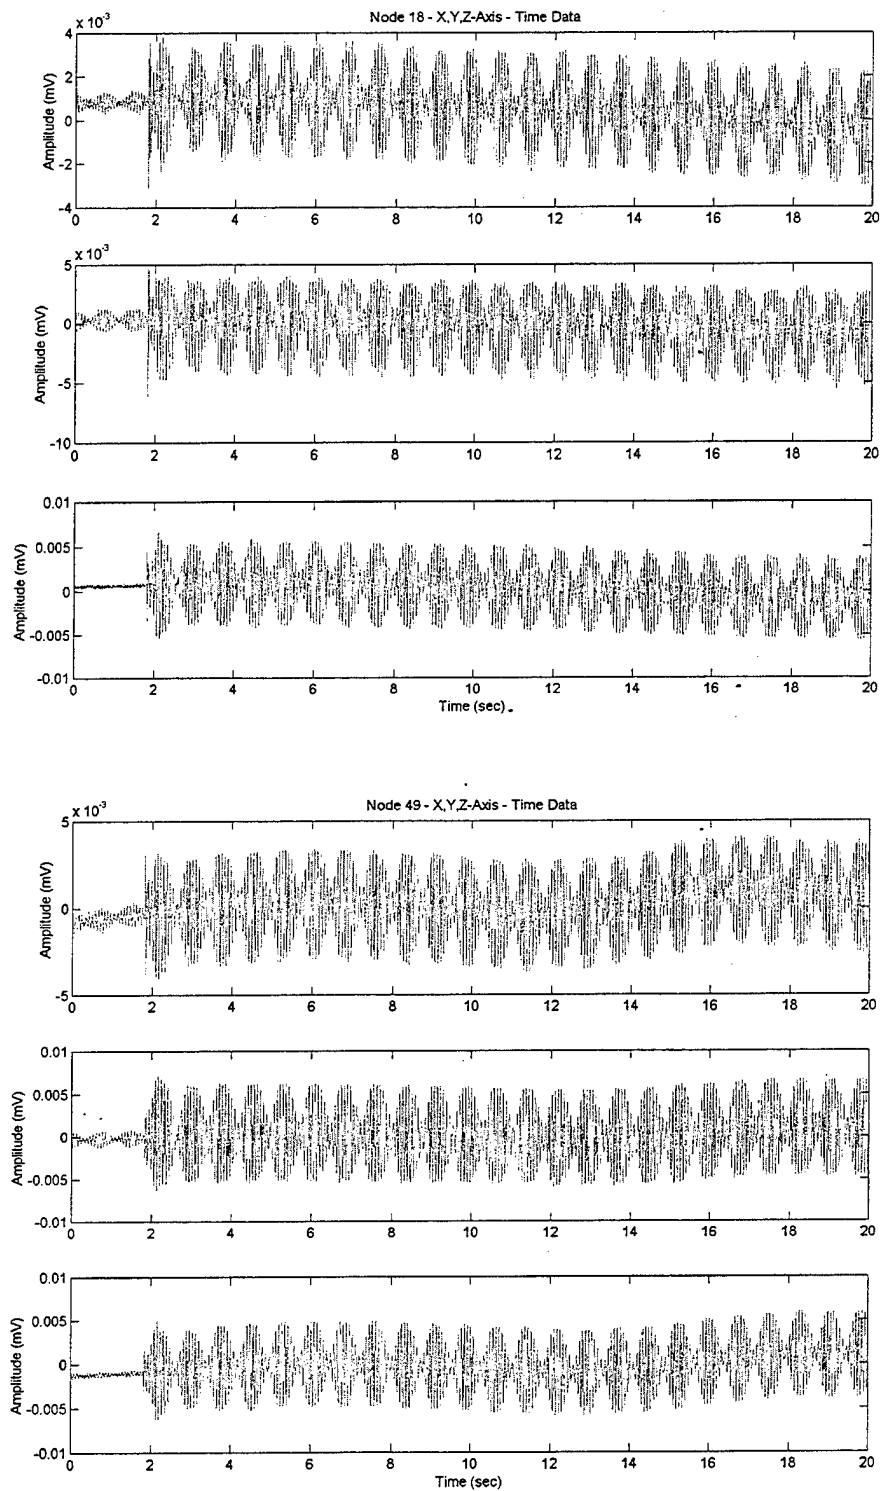 Node 18 - X,Y,Z-Axis - Time Data
x 10-3
4
2
0
-2
-4
Amplitude (mV)
0 2 4 6 8 10 12 14 16 18 20
x 10-3
5
0
-5
-10
Amplitude (mV)
0 2 4 6 8 10 12 14 16 18 20
0.01
0.005
0
-0.005
-0.01
Amplitude (mV)
0 2 4 6 8 10 12 14 16 18 20
Time (sec)
Node 49 - X,Y,Z-Axis - Time Data
x 10-3
5
0
-5
Amplitude (mV)
0 2 4 6 8 10 12 14 16 18 20
0.01
0.005
0
-0.005
-0.01
Amplitude (mV)
0 2 4 6 8 10 12 14 16 18 20
0.01
0.005
0
-0.005
-0.01
Amplitude (mV)
0 2 4 6 8 10 12 14 16 18 20
Time (sec)